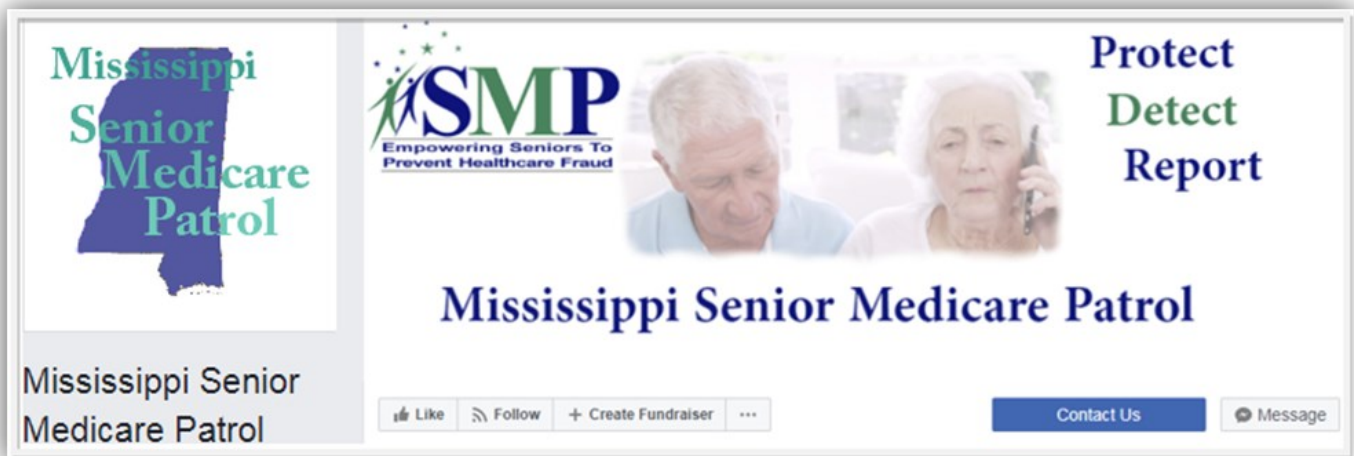 Mississippi
Senior
Medicare
Patrol
Mississippi Senior
Medicare Patrol
SMP
Empowering Seniors To
Prevent Healthcare Fraud
Protect
Detect
Report
Mississippi Senior Medicare Patrol
Like Follow + Create Fundraiser ...
Contact Us Message